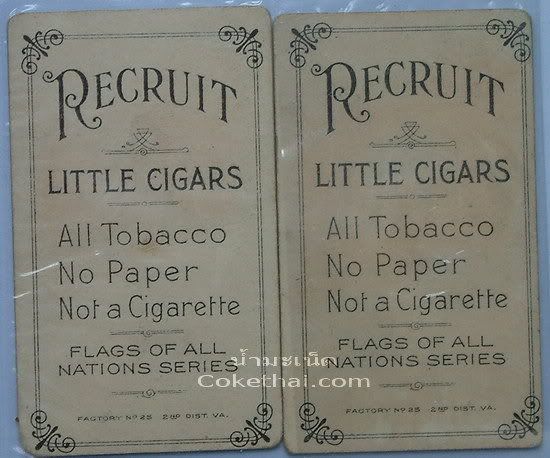 RECRUIT
LITTLE CIGARS
All Tobacco
No Paper
Not a Cigarette
FLAGS OF ALL
NATIONS SERIES
FACTORY Nº 25 2ND DIST. VA.
RECRUIT
LITTLE CIGARS
All Tobacco
No Paper
Not a Cigarette
FLAGS OF ALL
NATIONS SERIES
FACTORY Nº 25 2ND DIST. VA.
น้ำมะเน็ด
Cokethai.com